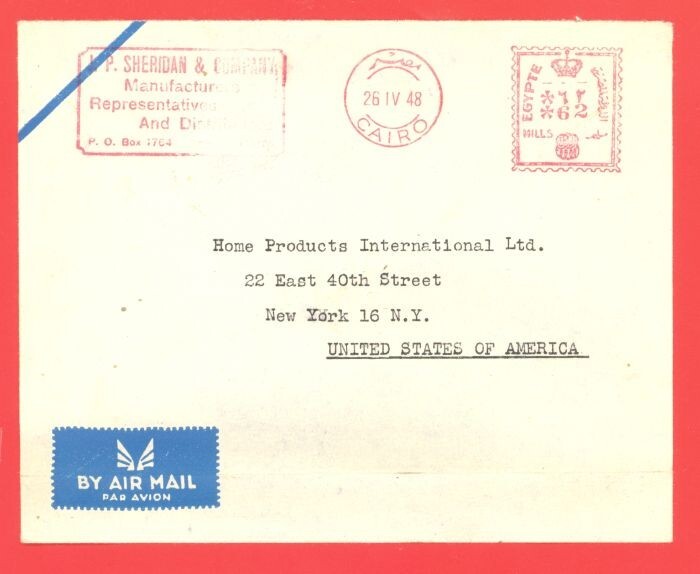 J. P. SHERIDAN & COMPANY
Manufacturers
Representatives
And
P. O. Box 1764
26 IV 48
CAIRO
EGYPTE
**٦٢
**62
MILLS
Home Products International Ltd.
22 East 40th Street
New York 16 N.Y.
UNITED STATES OF AMERICA
BY AIR MAIL
PAR AVION